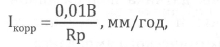 Iкорр = 0,01В / Rp , мм/год,